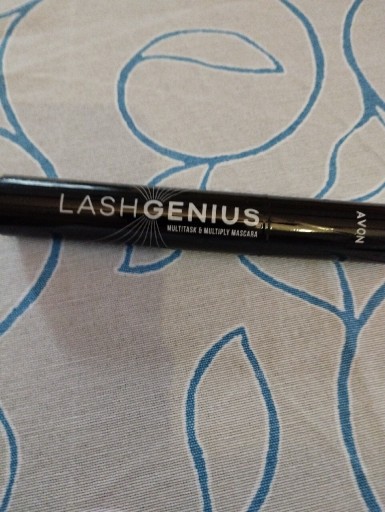 LASHGENIUS
MULTITASK & MULTIPLY MASCARA
AVON